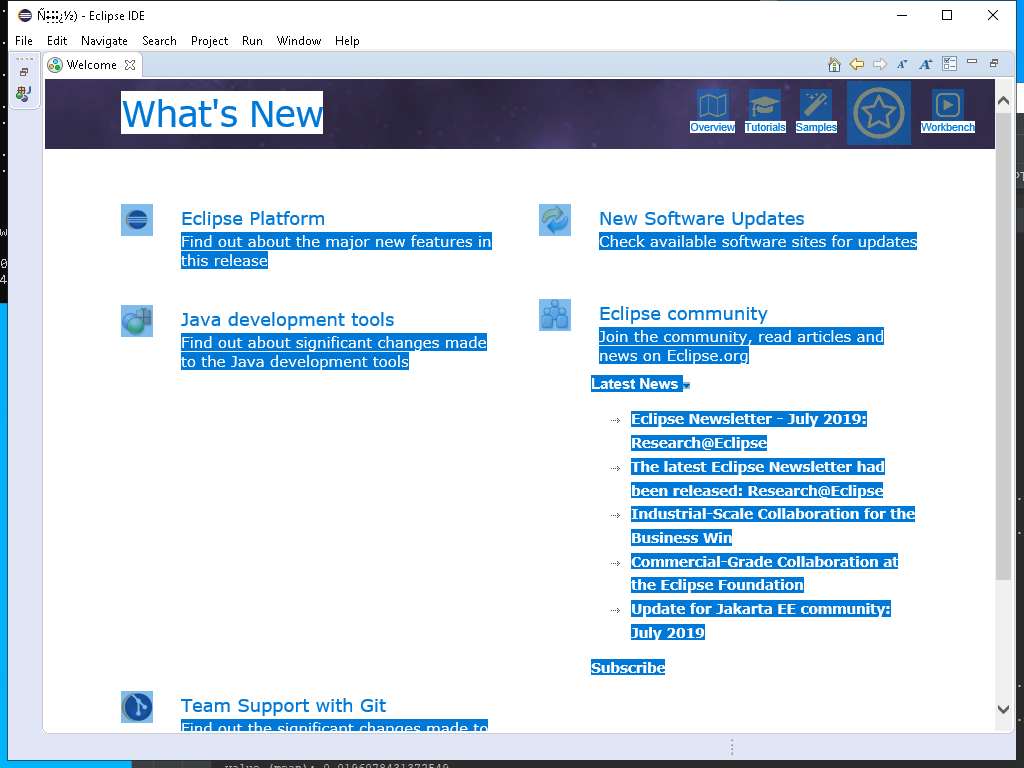 - Eclipse IDE
File Edit Navigate Search Project Run Window Help
Welcome
What's New
Overview Tutorials Samples Workbench
Eclipse Platform
Find out about the major new features in
this release
New Software Updates
Check available software sites for updates
Java development tools
Find out about significant changes made
to the Java development tools
Eclipse community
Join the community, read articles and
news on Eclipse.org
Latest News
Eclipse Newsletter - July 2019:
Research@Eclipse
The latest Eclipse Newsletter had
been released: Research@Eclipse
Industrial-Scale Collaboration for the
Business Win
Commercial-Grade Collaboration at
the Eclipse Foundation
Update for Jakarta EE community:
July 2019
Subscribe
Team Support with Git
Find out the significant changes made to
value (mean): 0.0196078431372549